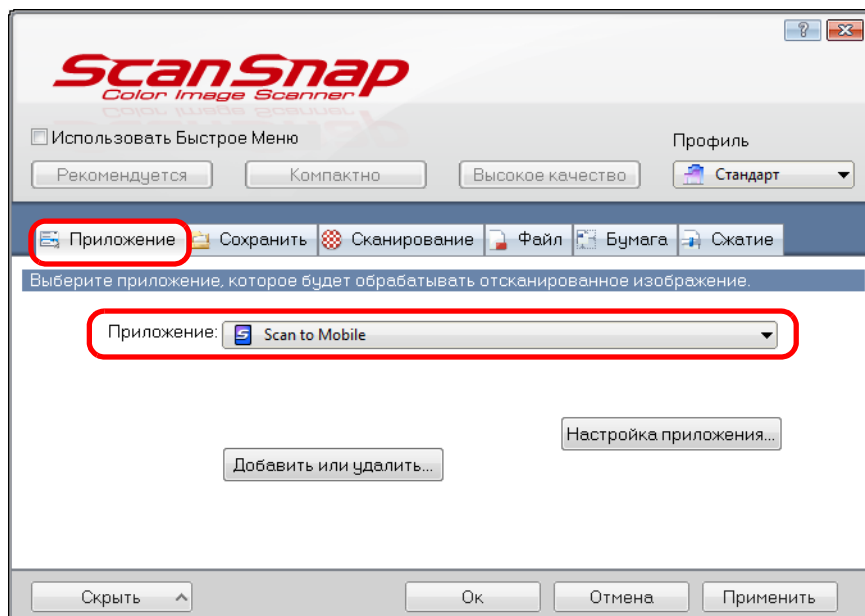 ScanSnap
Color Image Scanner
Использовать Быстрое Меню
Профиль
Рекомендуется Компактно Высокое качество Стандарт
Приложение Сохранить Сканирование Файл Бумага Сжатие
Выберите приложение, которое будет обрабатывать отсканированное изображение.
Приложение: Scan to Mobile
Настройка приложения...
Добавить или удалить...
Скрыть Ок Отмена Применить